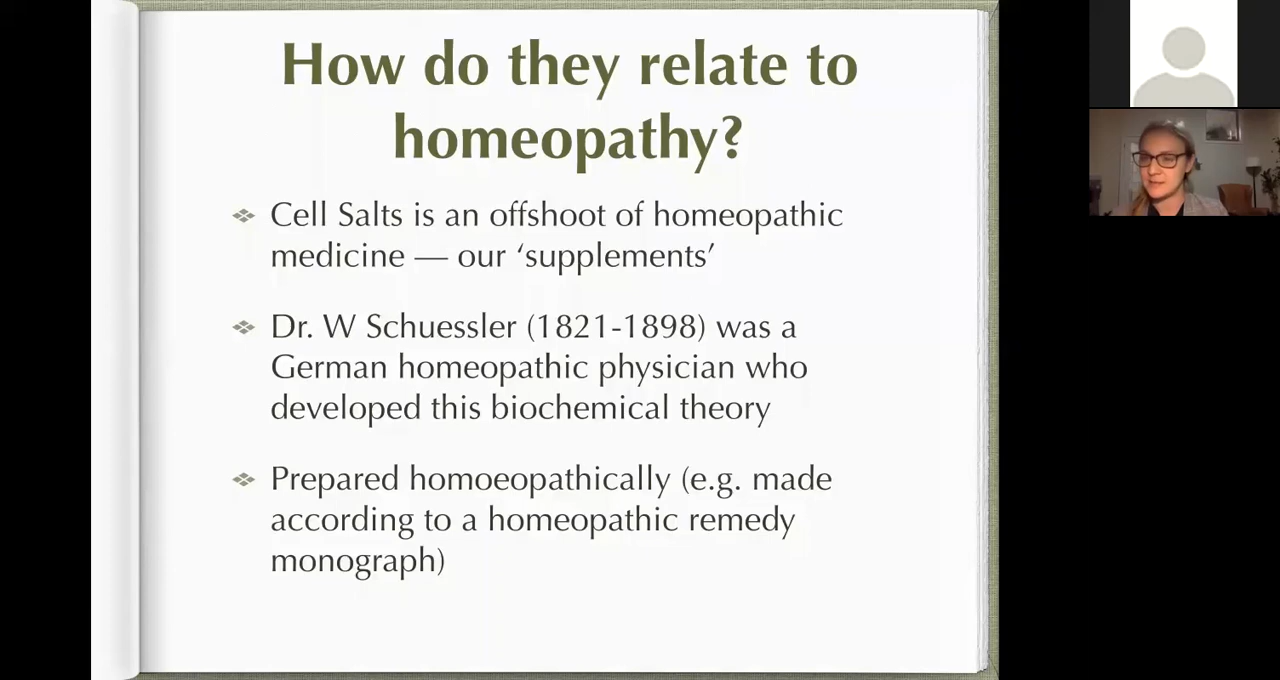 How do they relate to
homeopathy?
Cell Salts is an offshoot of homeopathic
medicine — our ‘supplements’
Dr. W Schuessler (1821-1898) was a
German homeopathic physician who
developed this biochemical theory
Prepared homoeopathically (e.g. made
according to a homeopathic remedy
monograph)